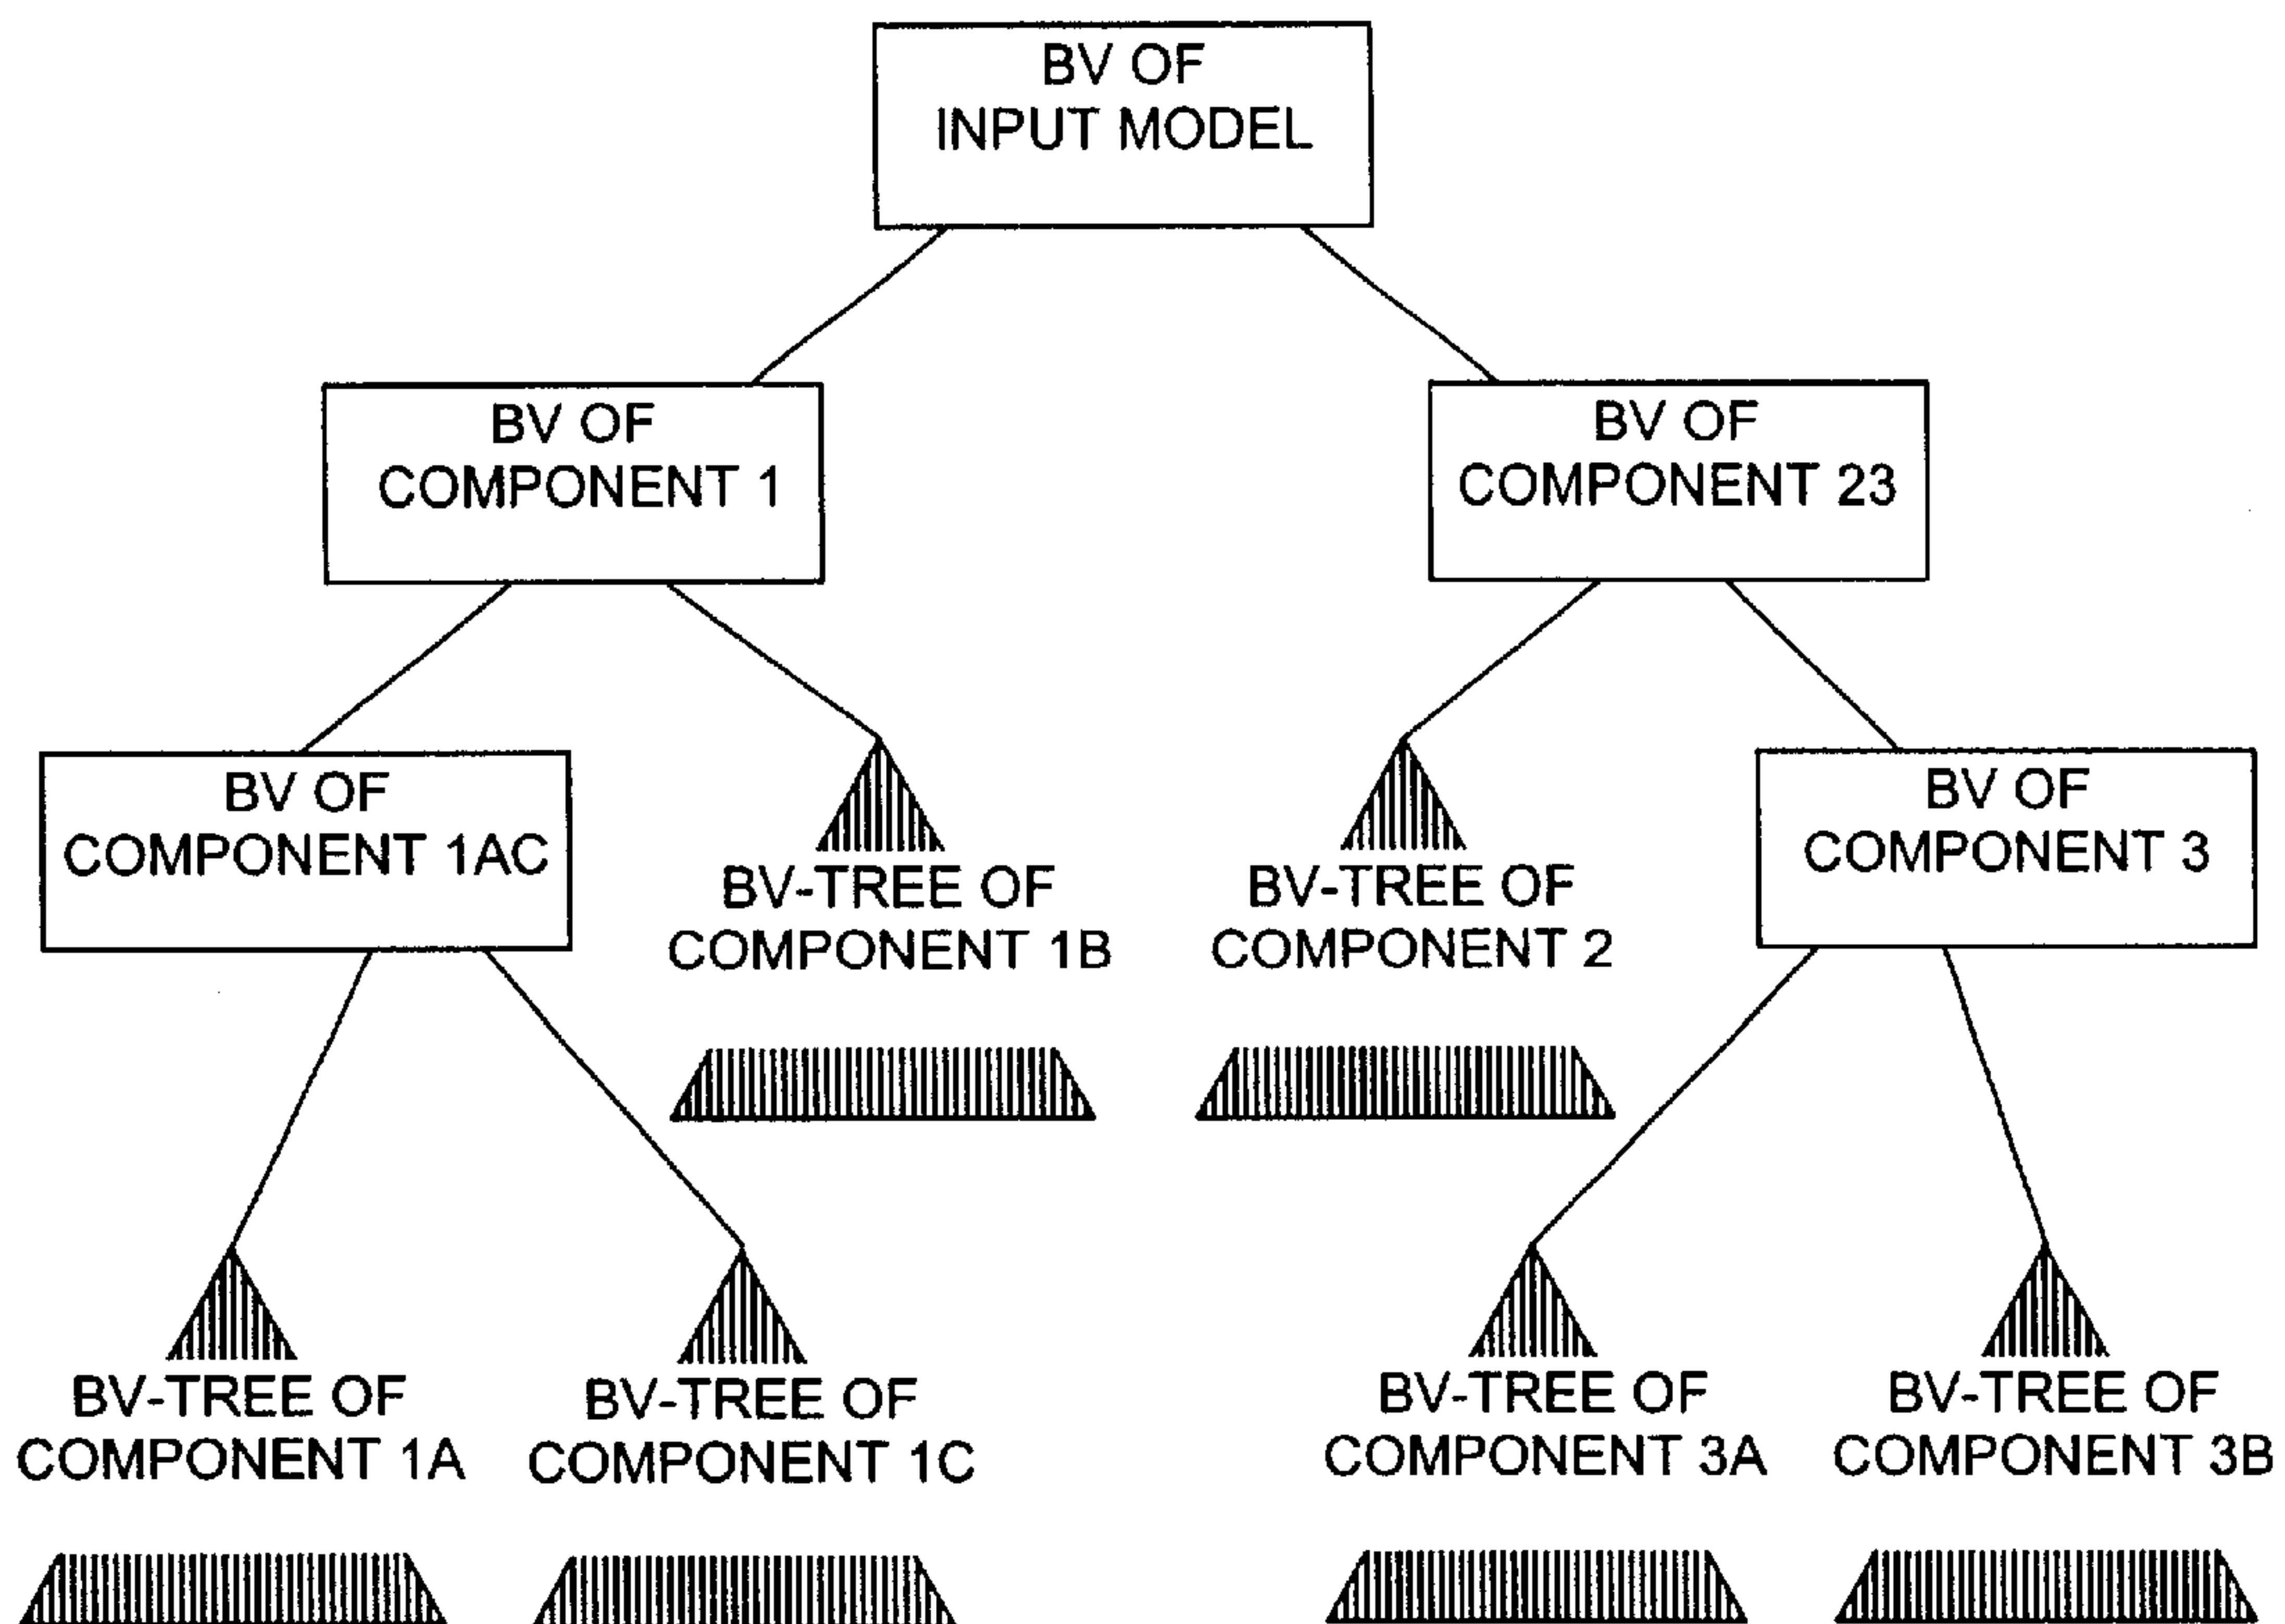 BV OF
INPUT MODEL
BV OF
COMPONENT 1
BV OF
COMPONENT 23
BV OF
COMPONENT 1AC
BV-TREE OF
COMPONENT 1B
BV-TREE OF
COMPONENT 2
BV OF
COMPONENT 3
BV-TREE OF
COMPONENT 1A
BV-TREE OF
COMPONENT 1C
BV-TREE OF
COMPONENT 3A
BV-TREE OF
COMPONENT 3B